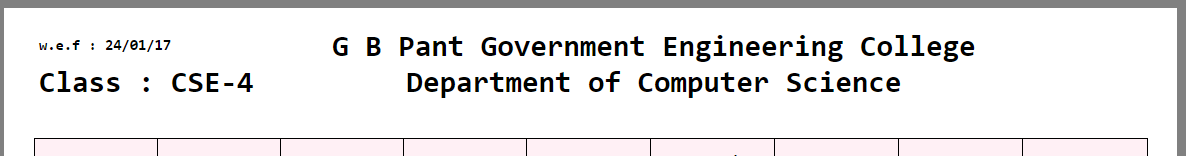 w.e.f : 24/01/17
G B Pant Government Engineering College
Class : CSE-4
Department of Computer Science